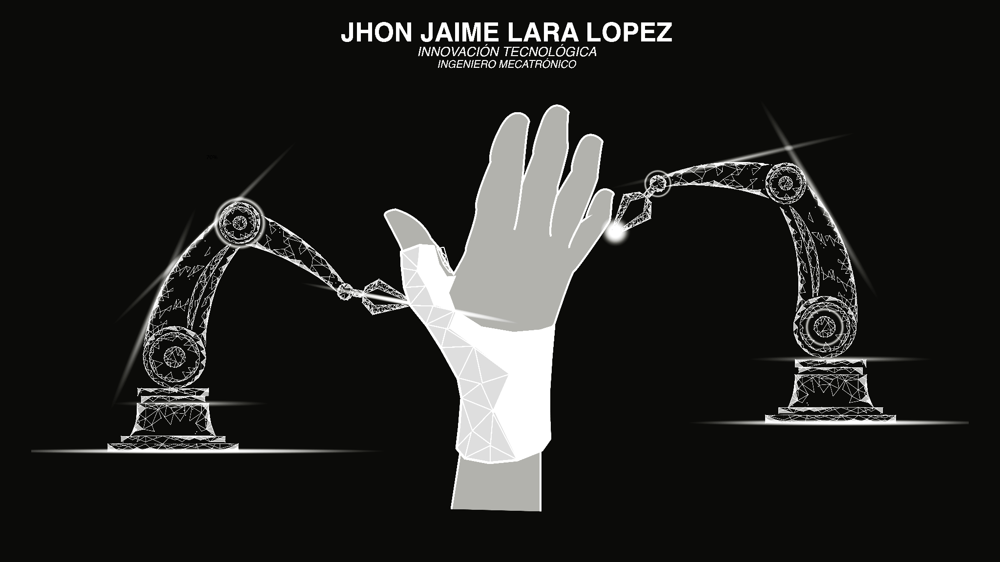 JHON JAIME LARA LOPEZ
INNOVACIÓN TECNOLÓGICA
INGENIERO MECATRÓNICO